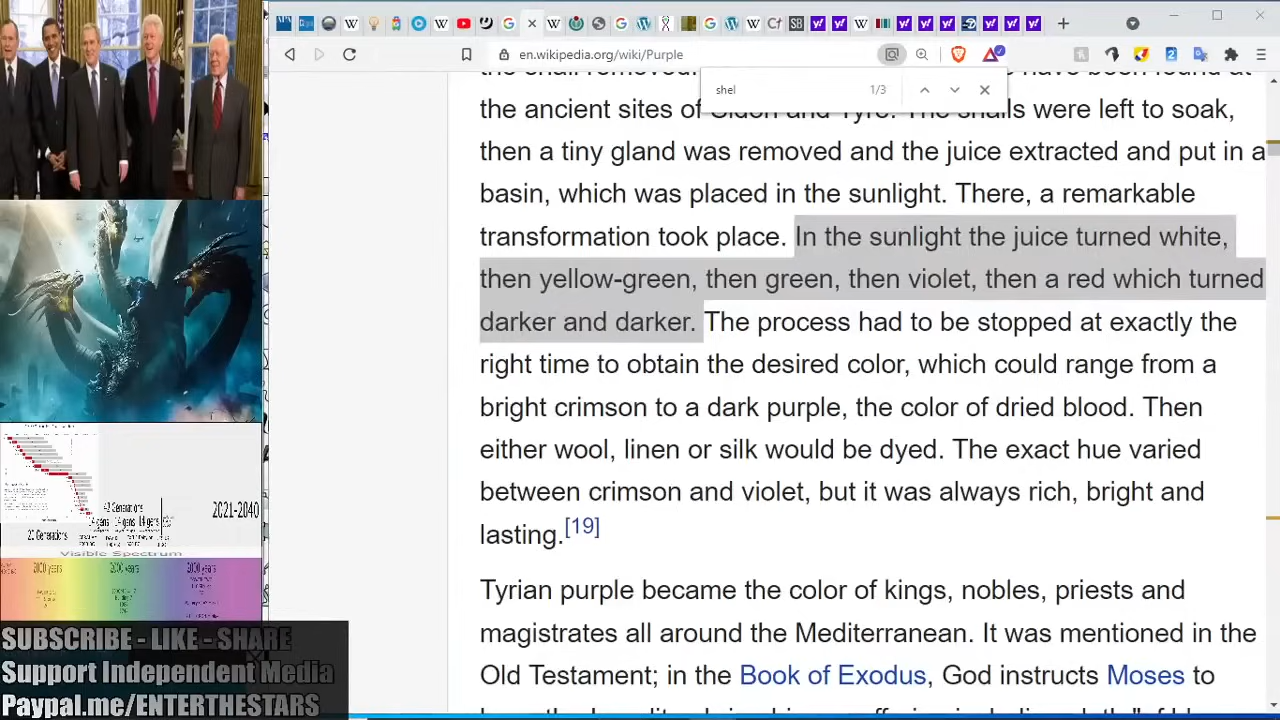 en.wikipedia.org/wiki/Purple
shel
1/3
the ancient sites of Sidon and Tyre. The snails were left to soak,
then a tiny gland was removed and the juice extracted and put in a
basin, which was placed in the sunlight. There, a remarkable
transformation took place. In the sunlight the juice turned white,
then yellow-green, then green, then violet, then a red which turned
darker and darker. The process had to be stopped at exactly the
right time to obtain the desired color, which could range from a
bright crimson to a dark purple, the color of dried blood. Then
either wool, linen or silk would be dyed. The exact hue varied
between crimson and violet, but it was always rich, bright and
lasting.[19]
Tyrian purple became the color of kings, nobles, priests and
magistrates all around the Mediterranean. It was mentioned in the
Old Testament; in the Book of Exodus, God instructs Moses to
2021-2040
Visible Spectrum
SUBSCRIBE - LIKE - SHARE
Support Independent Media
Paypal.me/ENTERTHESTARS